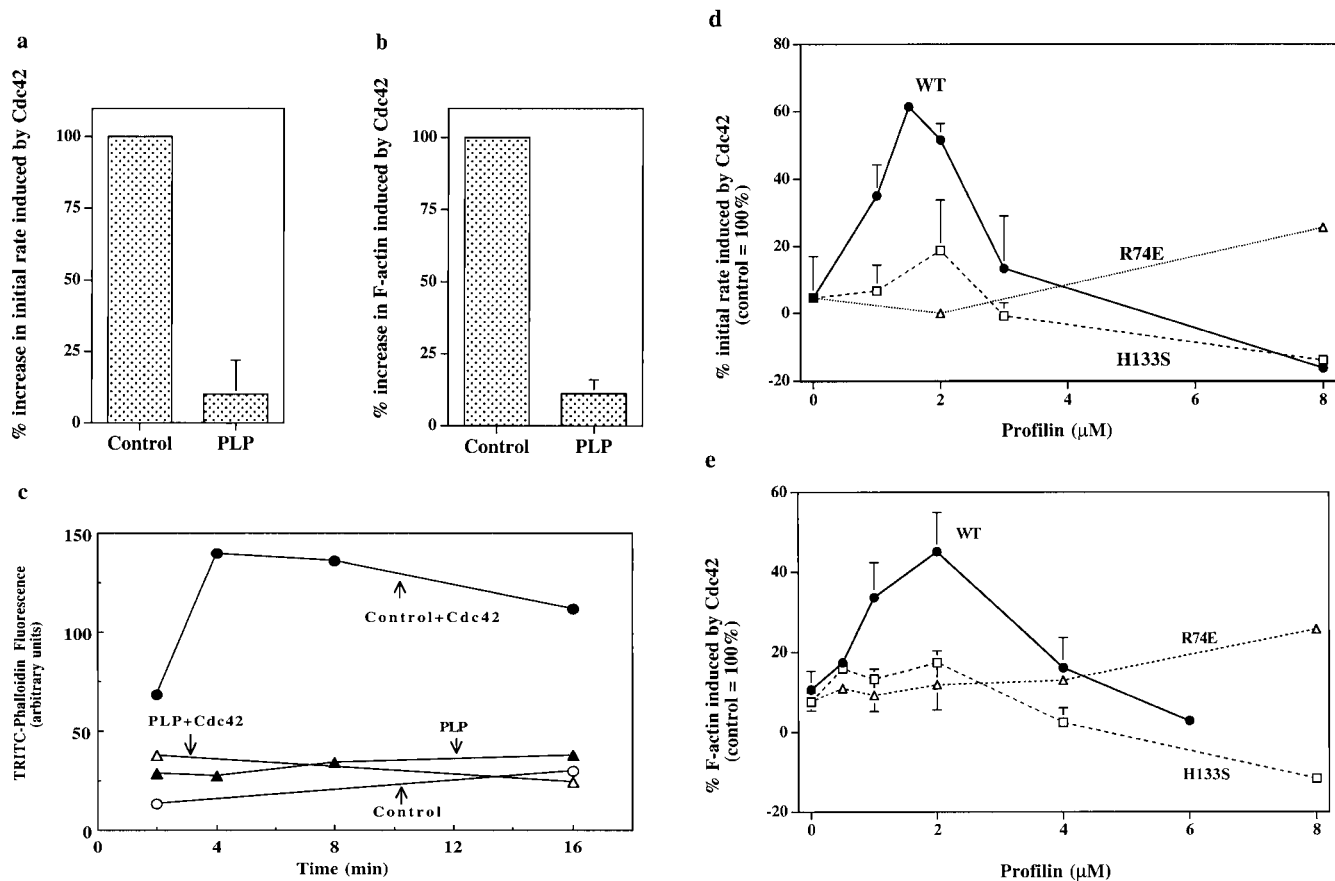 a
% increase in initial rate induced by Cdc42
100
75
50
25
0
Control PLP
b
% increase in F-actin induced by Cdc42
100
75
50
25
0
Control PLP
c
TRITC-Phalloidin Fluorescence
(arbitrary units)
150
100
50
0
Control+Cdc42
PLP+Cdc42
PLP
Control
0 4 8 12 16
Time (min)
d
% initial rate induced by Cdc42
(control = 100%)
80
60
40
20
0
-20
WT
R74E
H133S
0 2 4 6 8
Profilin (μM)
e
% F-actin induced by Cdc42
(control = 100%)
60
40
20
0
-20
WT
R74E
H133S
0 2 4 6 8
Profilin (μM)